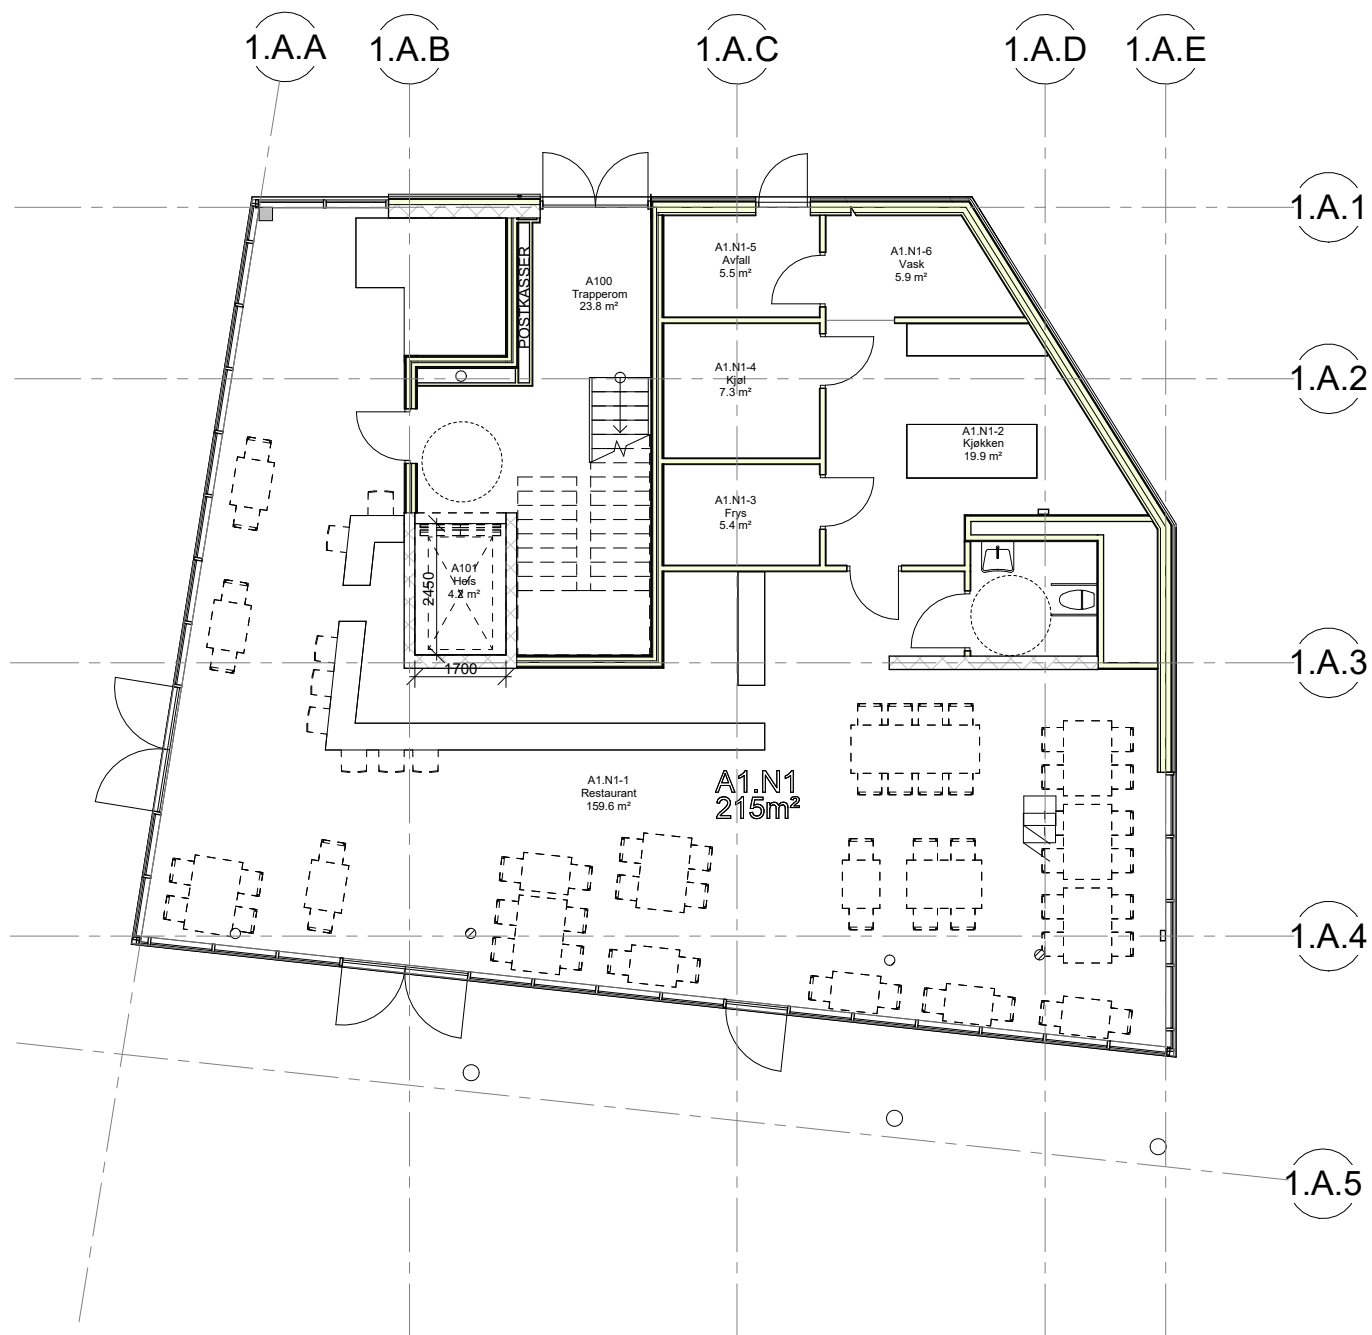 1.A.A
1.A.B
1.A.C
1.A.D
1.A.E
1.A.1
1.A.2
1.A.3
1.A.4
1.A.5
POSTKASSER
A100
Trapperom
23.8 m²
A1.N1-5
Avfall
5.5 m²
A1.N1-6
Vask
5.9 m²
A1.N1-4
Kjøl
7.3 m²
A1.N1-2
Kjøkken
19.9 m²
A1.N1-3
Frys
5.4 m²
A101
Heis
m²
2450
1700
A1.N1-1
Restaurant
159.6 m²
A1.N1
215m²